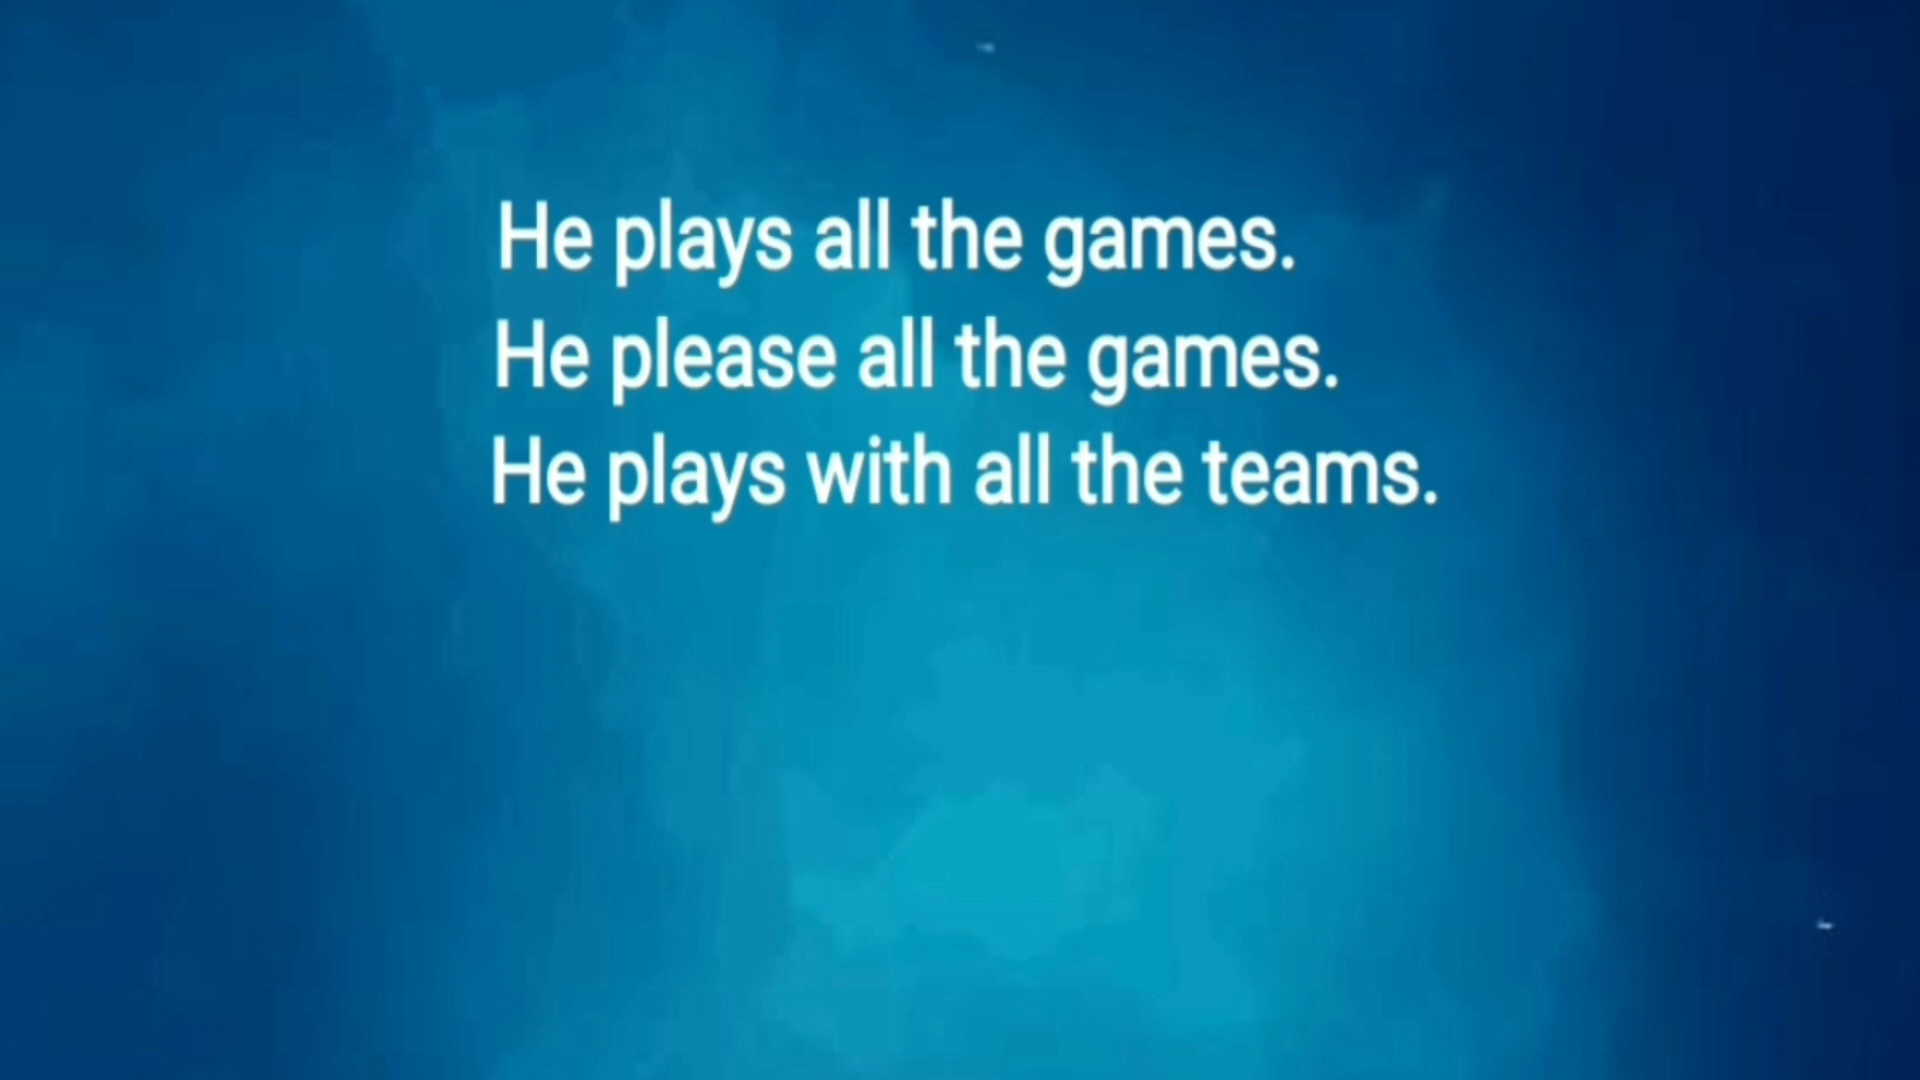 He plays all the games.
He please all the games.
He plays with all the teams.